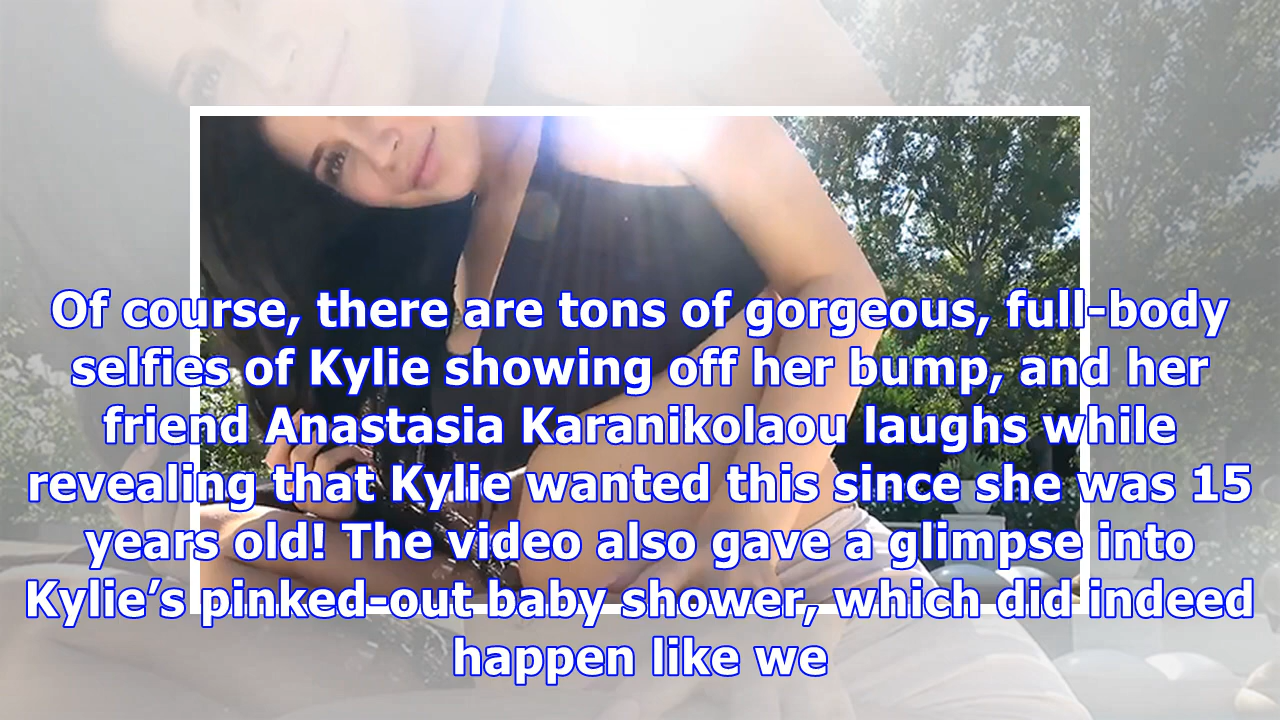 Of course, there are tons of gorgeous, full-body
selfies of Kylie showing off her bump, and her
friend Anastasia Karanikolaou laughs while
revealing that Kylie wanted this since she was 15
years old! The video also gave a glimpse into
Kylie’s pinked-out baby shower, which did indeed
happen like we